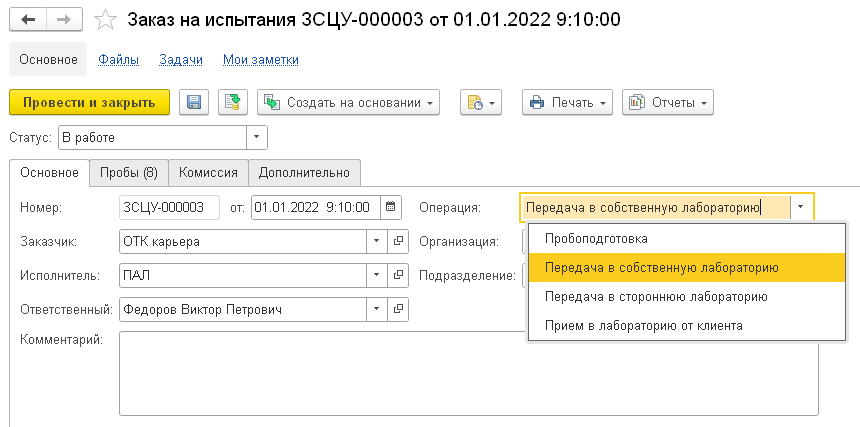 Заказ на испытания ЗСЦУ-000003 от 01.01.2022 9:10:00
Основное Файлы Задачи Мои заметки
Провести и закрыть Создать на основании Печать Отчеты
Статус: В работе
Основное Пробы (8) Комиссия Дополнительно
Номер: ЗСЦУ-000003 от: 01.01.2022 9:10:00 Операция: Передача в собственную лабораторию
Заказчик: ОТК карьера Организация:
Пробоподготовка
Передача в собственную лабораторию
Передача в стороннюю лабораторию
Прием в лабораторию от клиента
Исполнитель: ПАЛ Подразделение:
Ответственный: Федоров Виктор Петрович
Комментарий: